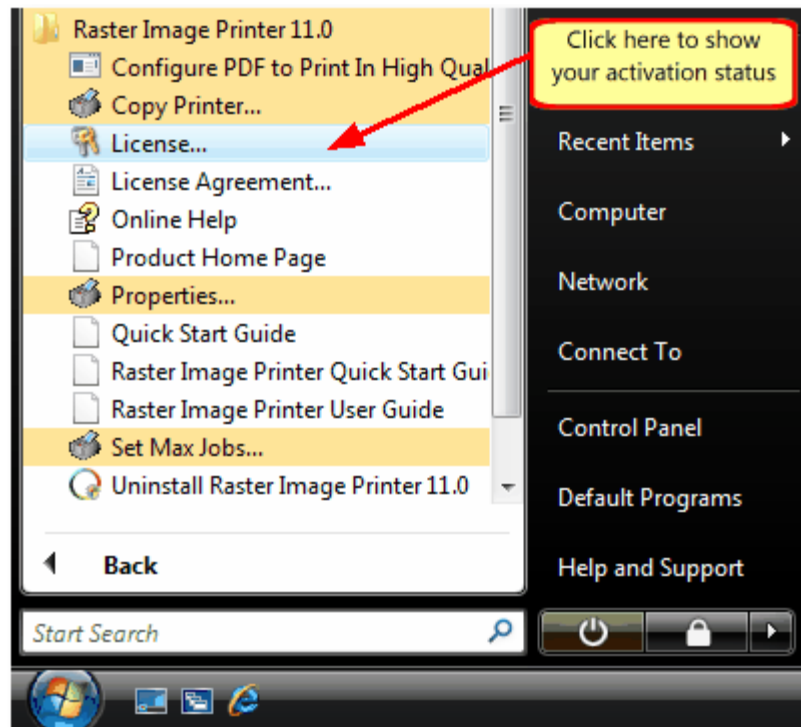 Raster Image Printer 11.0
Configure PDF to Print In High Qual
Copy Printer...
License...
License Agreement...
Online Help
Product Home Page
Properties...
Quick Start Guide
Raster Image Printer Quick Start Gui
Raster Image Printer User Guide
Set Max Jobs...
Uninstall Raster Image Printer 11.0
Back
Start Search
Click here to show
your activation status
Recent Items
Computer
Network
Connect To
Control Panel
Default Programs
Help and Support